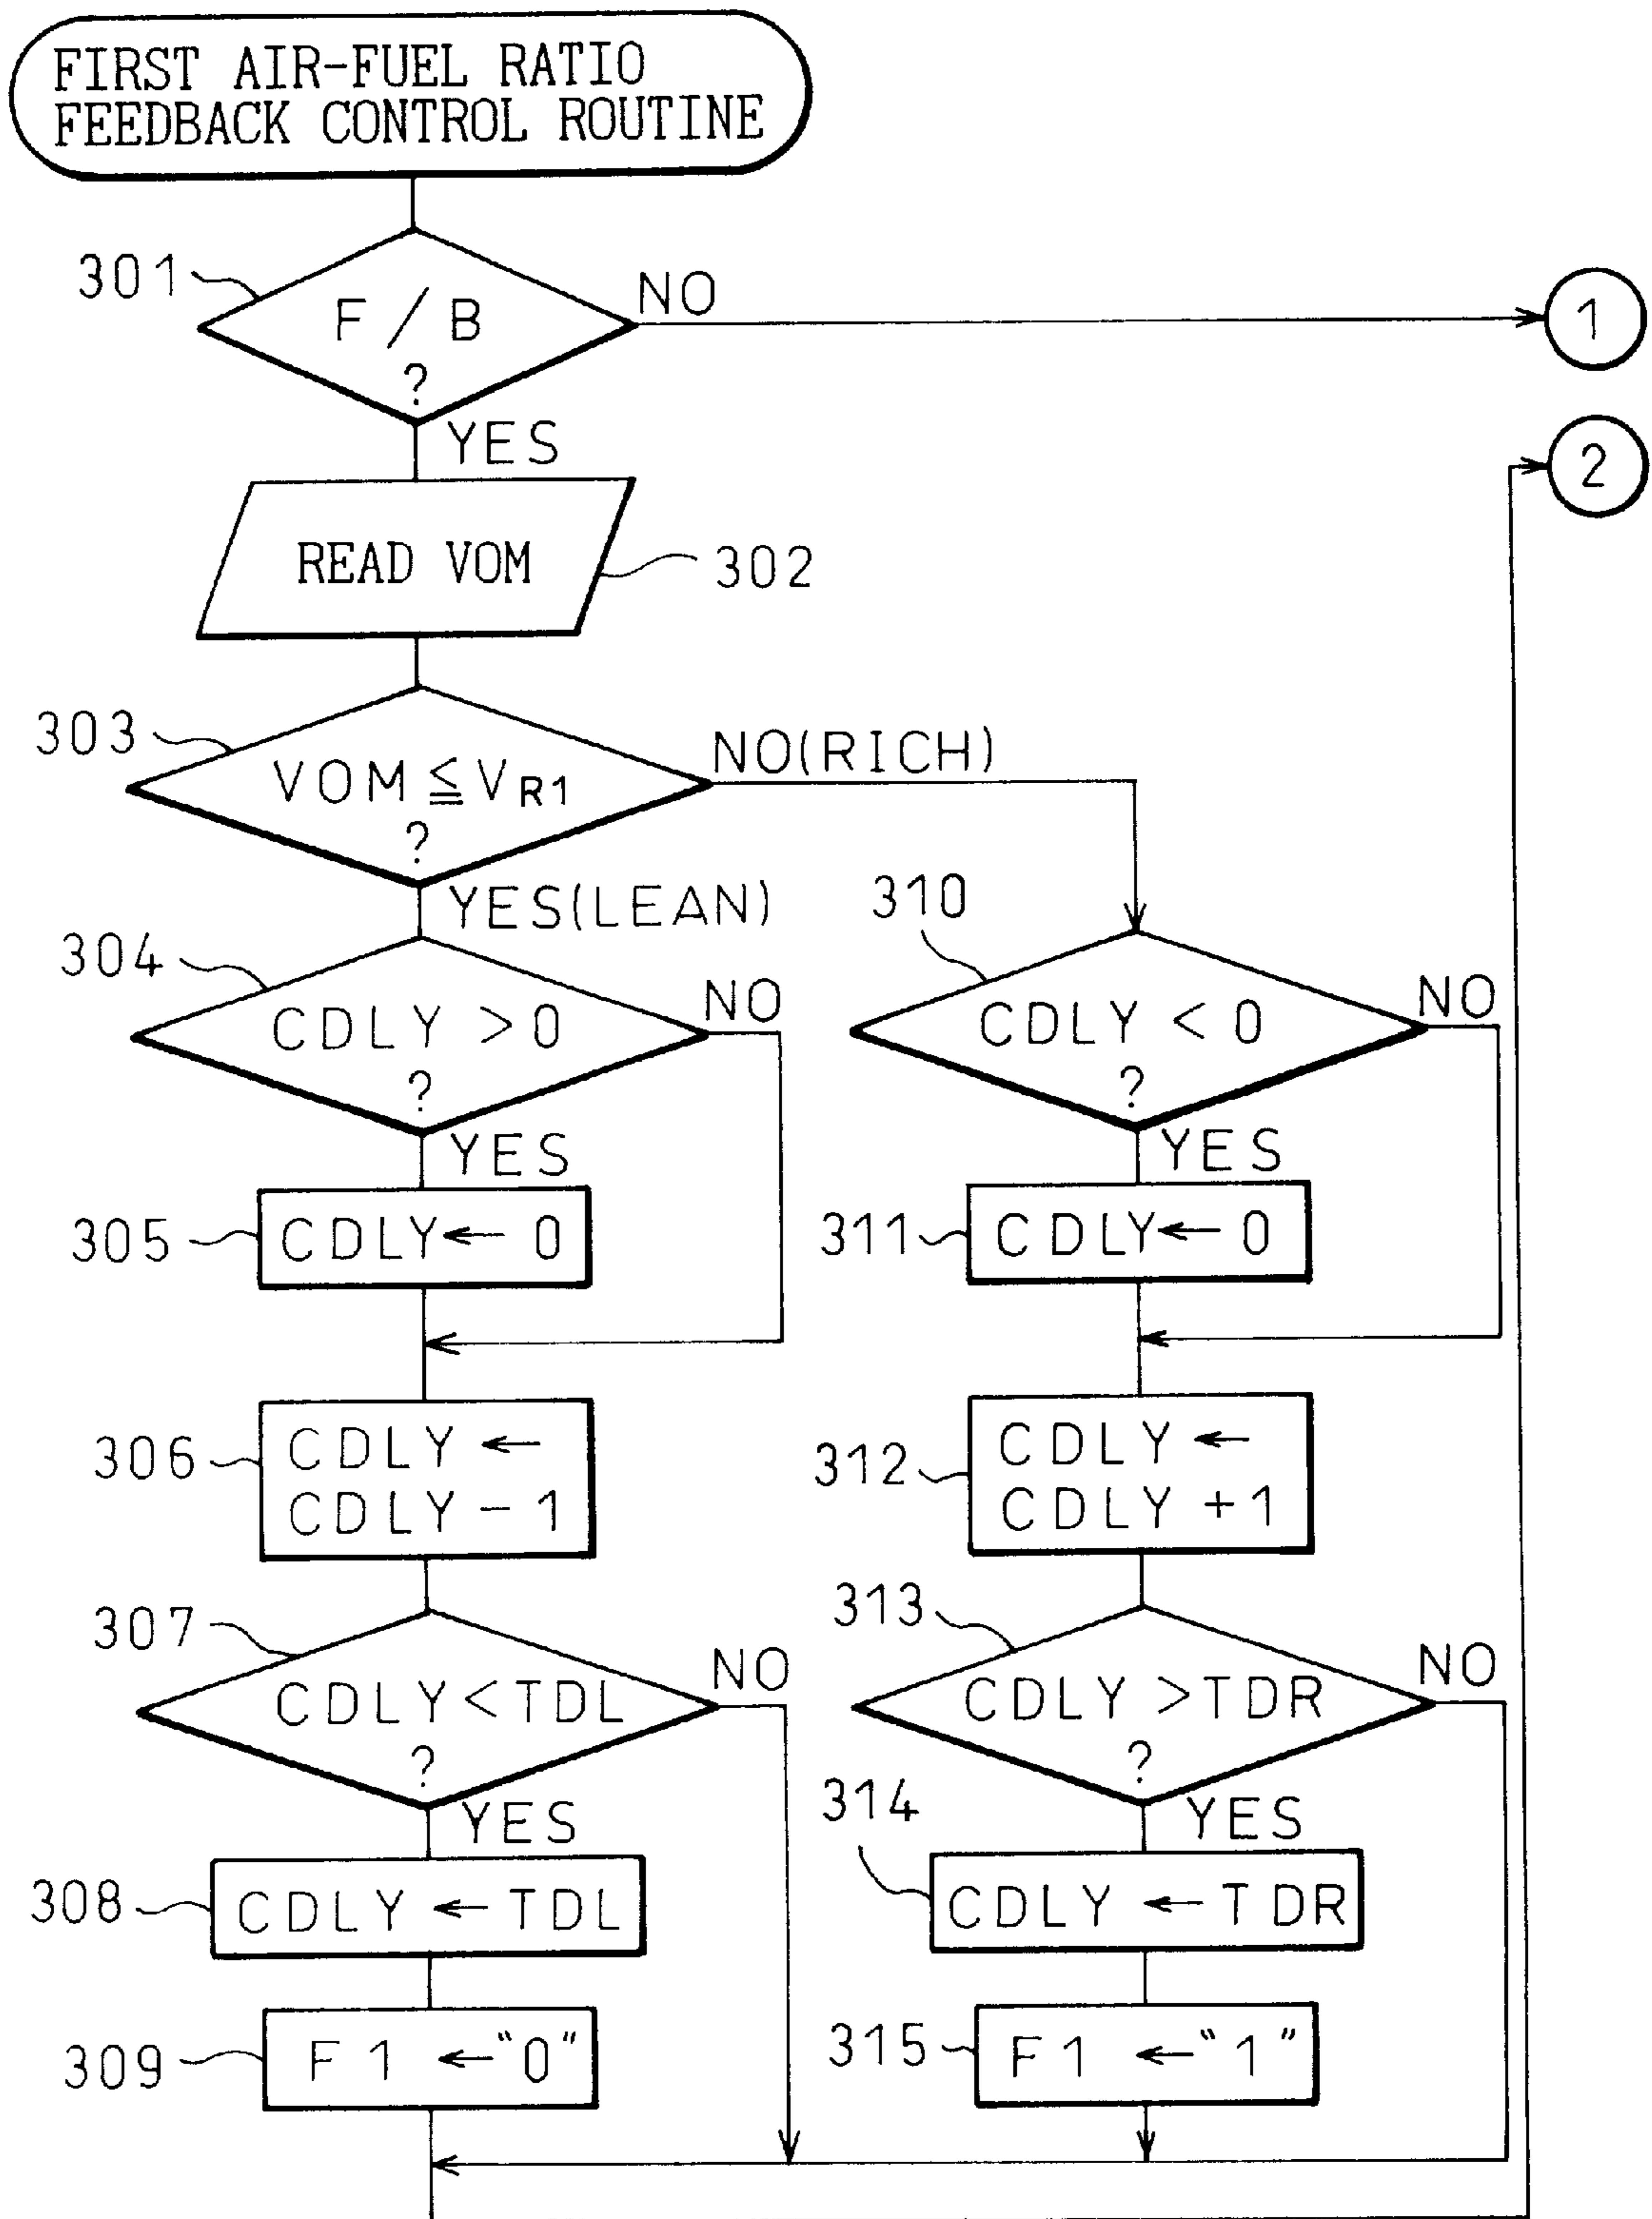 FIRST AIR-FUEL RATIO
FEEDBACK CONTROL ROUTINE
301
F / B
?
NO
1
YES
2
READ VOM
302
303
VOM ≦ VR1
?
NO(RICH)
YES(LEAN)
304
CDLY > 0
?
NO
YES
305
CDLY ← 0
306
CDLY ←
CDLY - 1
307
CDLY < TDL
?
NO
YES
308
CDLY ← TDL
309
F1 ← "0"
310
CDLY < 0
?
NO
YES
311
CDLY ← 0
312
CDLY ←
CDLY + 1
313
CDLY > TDR
?
NO
YES
314
CDLY ← TDR
315
F1 ← "1"